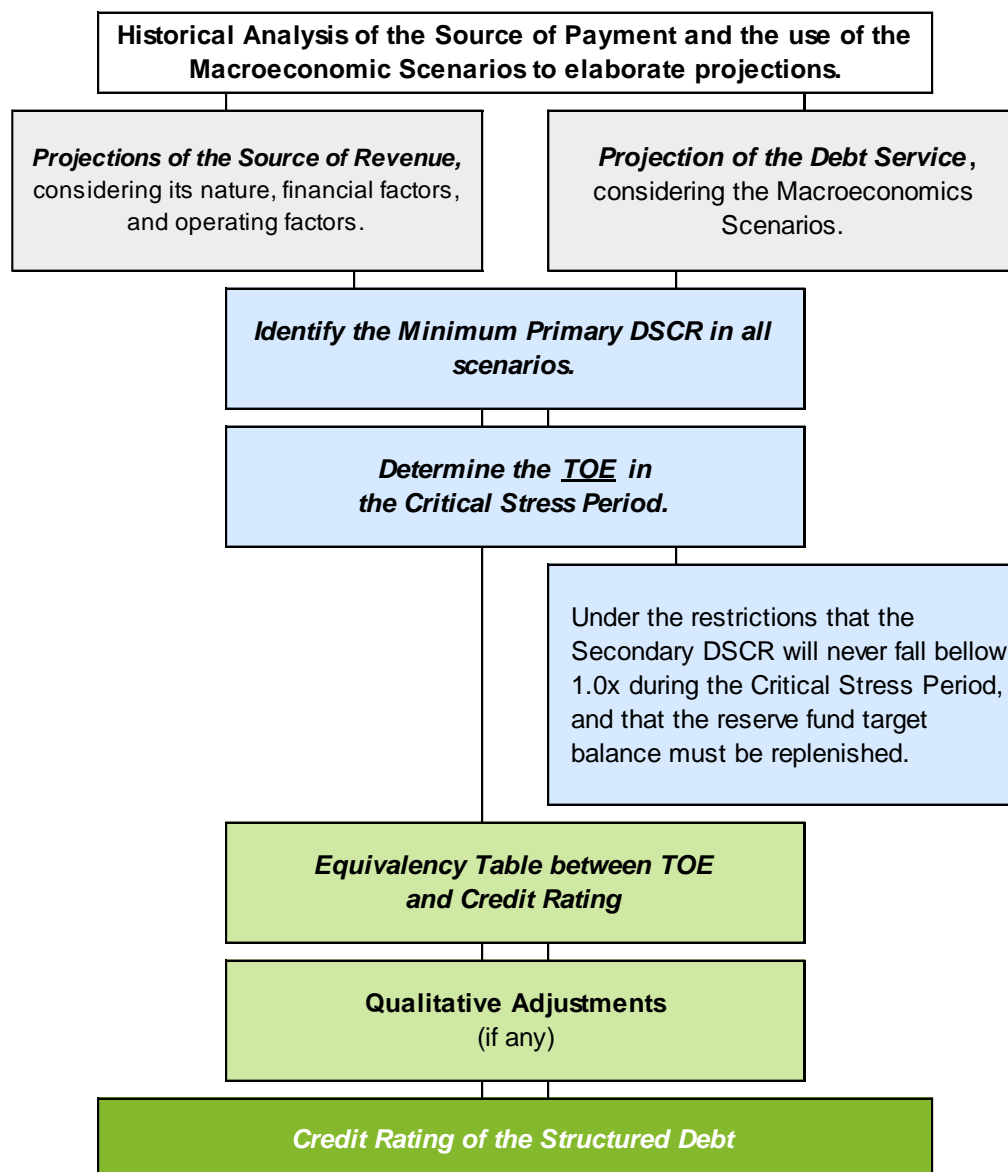 Historical Analysis of the Source of Payment and the use of the
Macroeconomic Scenarios to elaborate projections.
Projections of the Source of Revenue,
considering its nature, financial factors,
and operating factors.
Projection of the Debt Service,
considering the Macroeconomics
Scenarios.
Identify the Minimum Primary DSCR in all
scenarios.
Determine the TOE in
the Critical Stress Period.
Under the restrictions that the
Secondary DSCR will never fall bellow
1.0x during the Critical Stress Period,
and that the reserve fund target
balance must be replenished.
Equivalency Table between TOE
and Credit Rating
Qualitative Adjustments
(if any)
Credit Rating of the Structured Debt